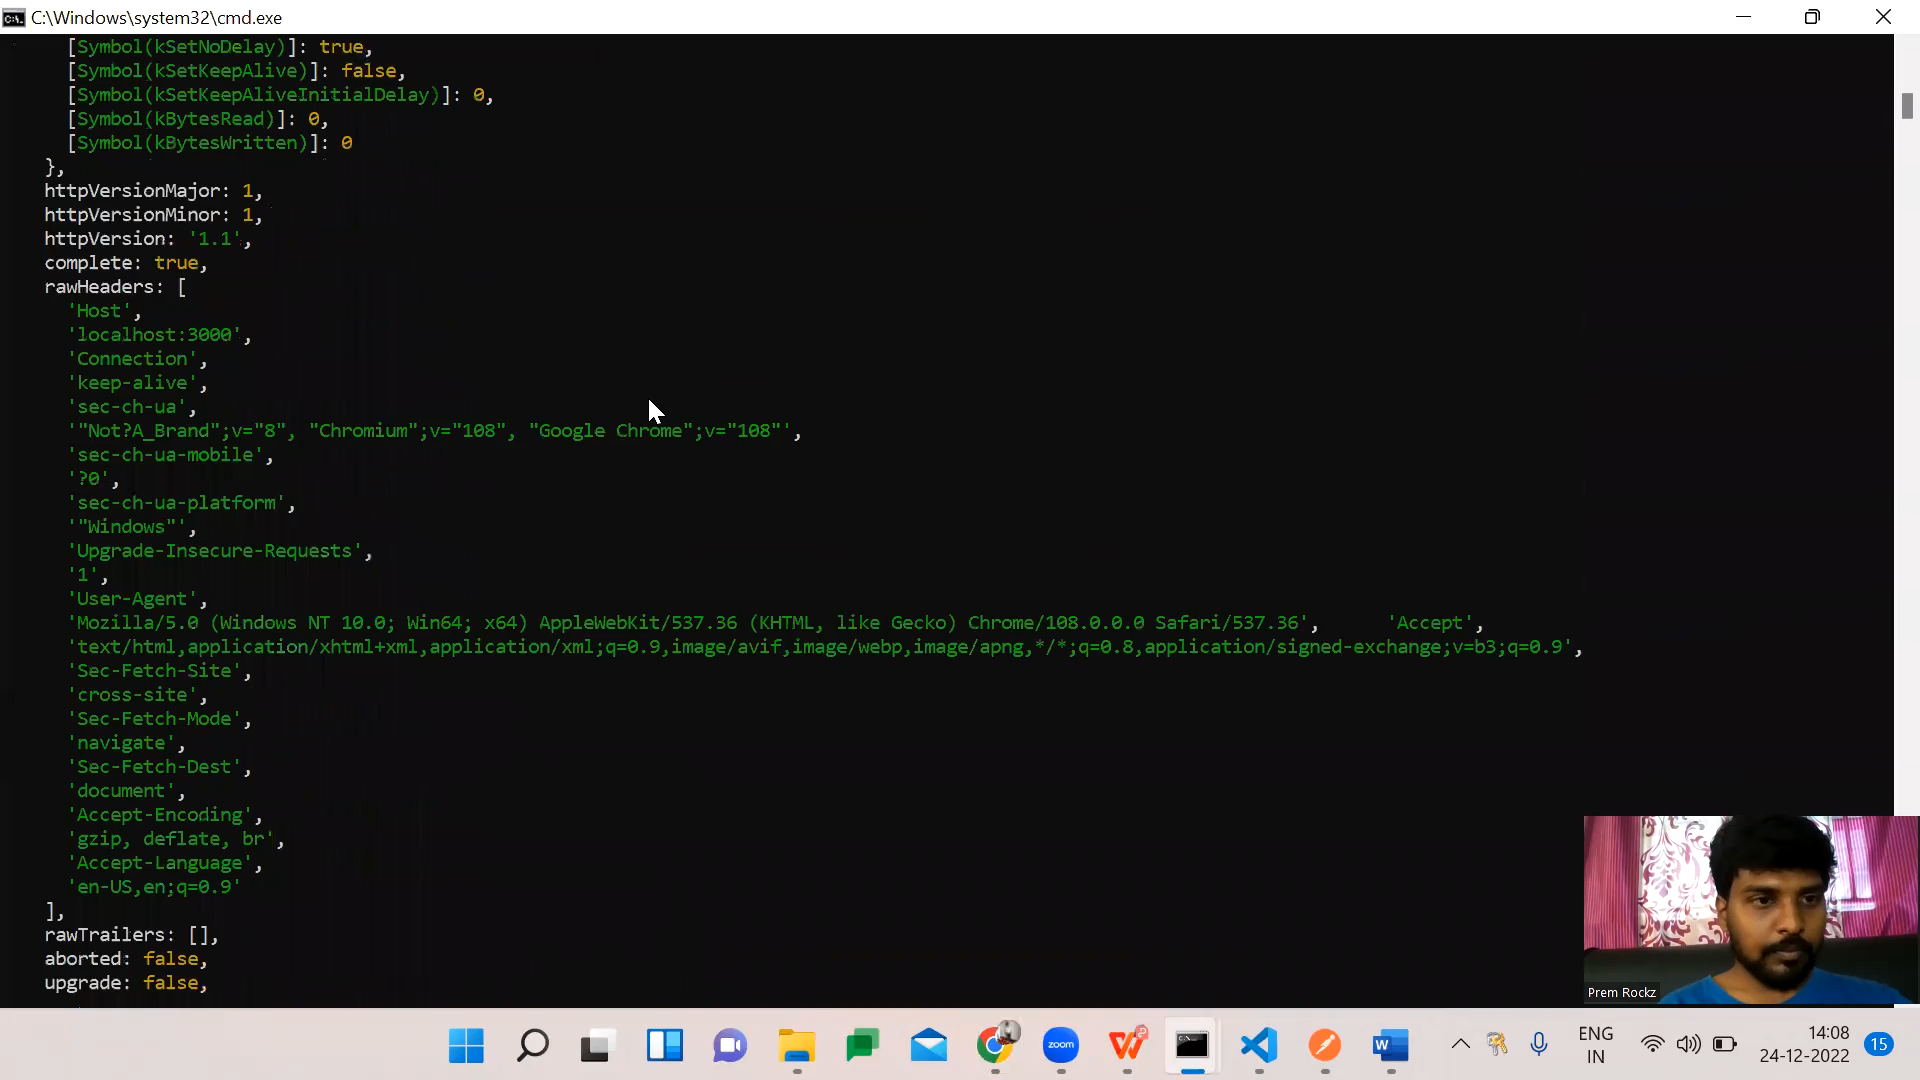 C:\Windows\system32\cmd.exe
[Symbol(kSetNoDelay)]: true,
[Symbol(kSetKeepAlive)]: false,
[Symbol(kSetKeepAliveInitialDelay)]: 0,
[Symbol(kBytesRead)]: 0,
[Symbol(kBytesWritten)]: 0
},
httpVersionMajor: 1,
httpVersionMinor: 1,
httpVersion: '1.1',
complete: true,
rawHeaders: [
'Host',
'localhost:3000',
'Connection',
'keep-alive',
'sec-ch-ua',
'"Not?A_Brand";v="8", "Chromium";v="108", "Google Chrome";v="108"',
'sec-ch-ua-mobile',
'?0',
'sec-ch-ua-platform',
'"Windows"',
'Upgrade-Insecure-Requests',
'1',
'User-Agent',
'Mozilla/5.0 (Windows NT 10.0; Win64; x64) AppleWebKit/537.36 (KHTML, like Gecko) Chrome/108.0.0.0 Safari/537.36', 'Accept',
'text/html,application/xhtml+xml,application/xml;q=0.9,image/avif,image/webp,image/apng,*/*;q=0.8,application/signed-exchange;v=b3;q=0.9',
'Sec-Fetch-Site',
'cross-site',
'Sec-Fetch-Mode',
'navigate',
'Sec-Fetch-Dest',
'document',
'Accept-Encoding',
'gzip, deflate, br',
'Accept-Language',
'en-US,en;q=0.9'
],
rawTrailers: [],
aborted: false,
upgrade: false,
Prem Rockz
zoom
ENG
IN
14:08
24-12-2022
15